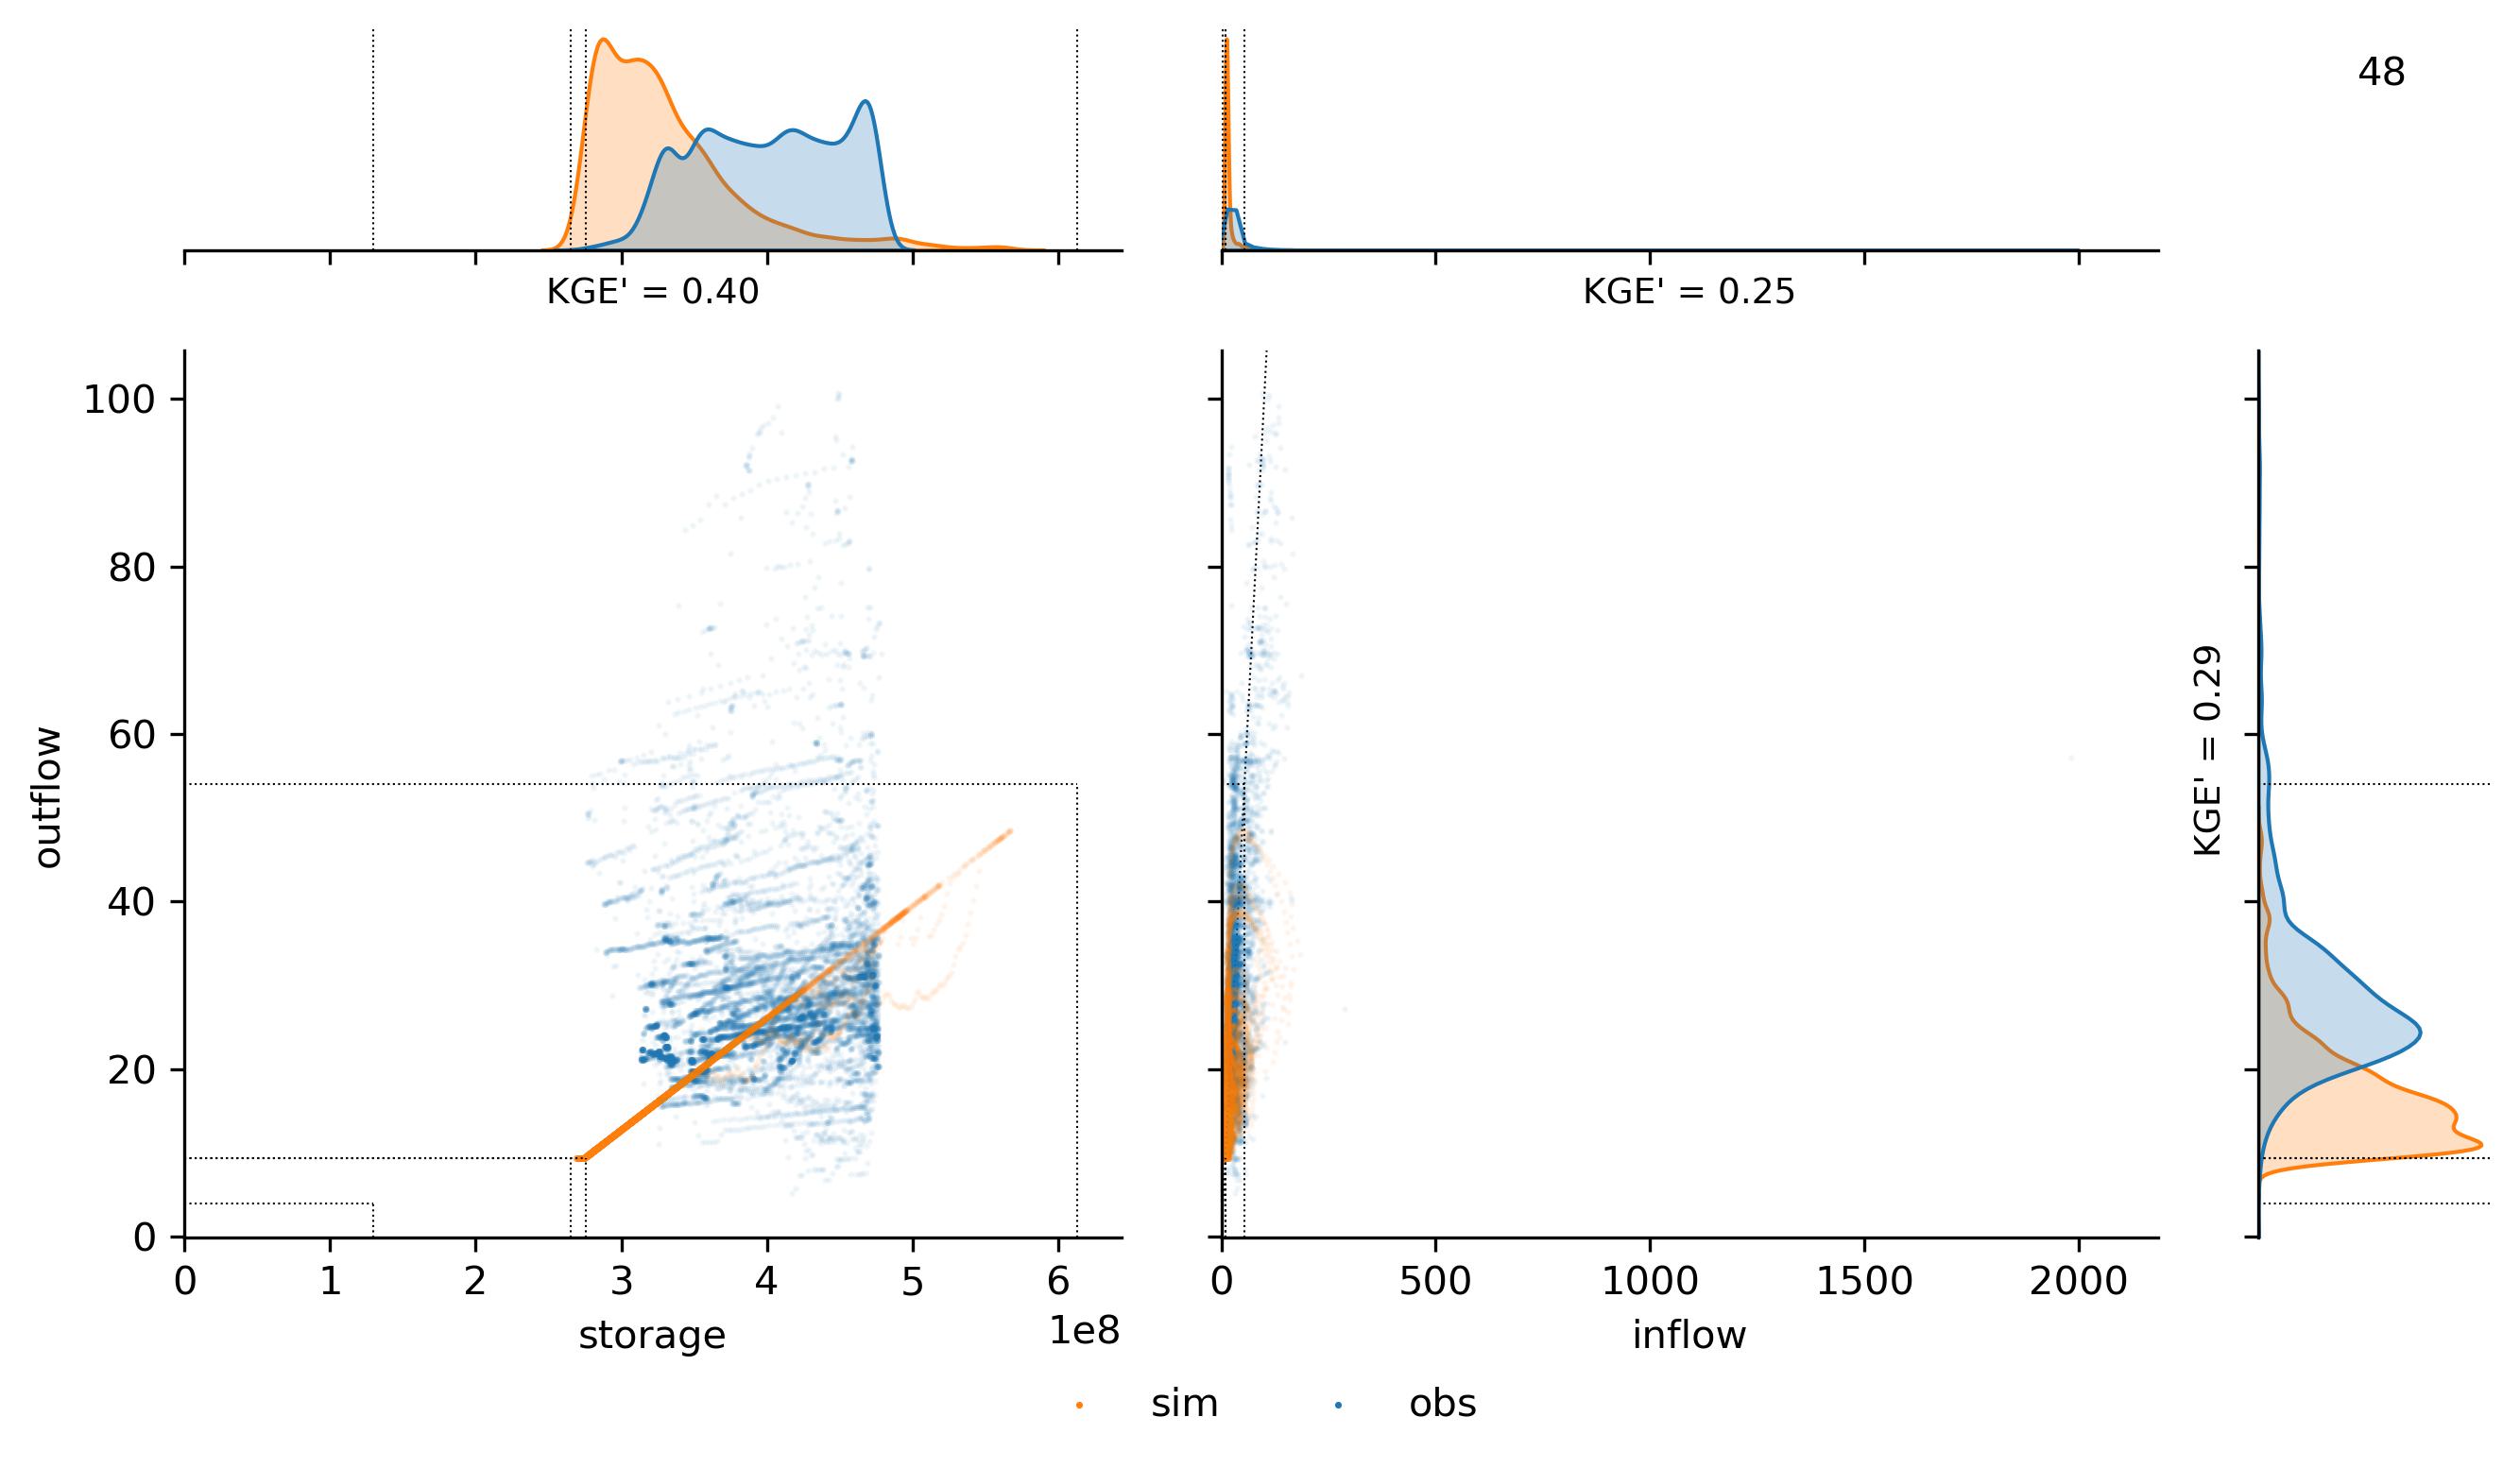 48
KGE' = 0.40
KGE' = 0.25
100
80
60
40
20
0
outflow
KGE' = 0.29
0 1 2 3 4 5 6
0 500 1000 1500 2000
1e8
storage
inflow
sim obs